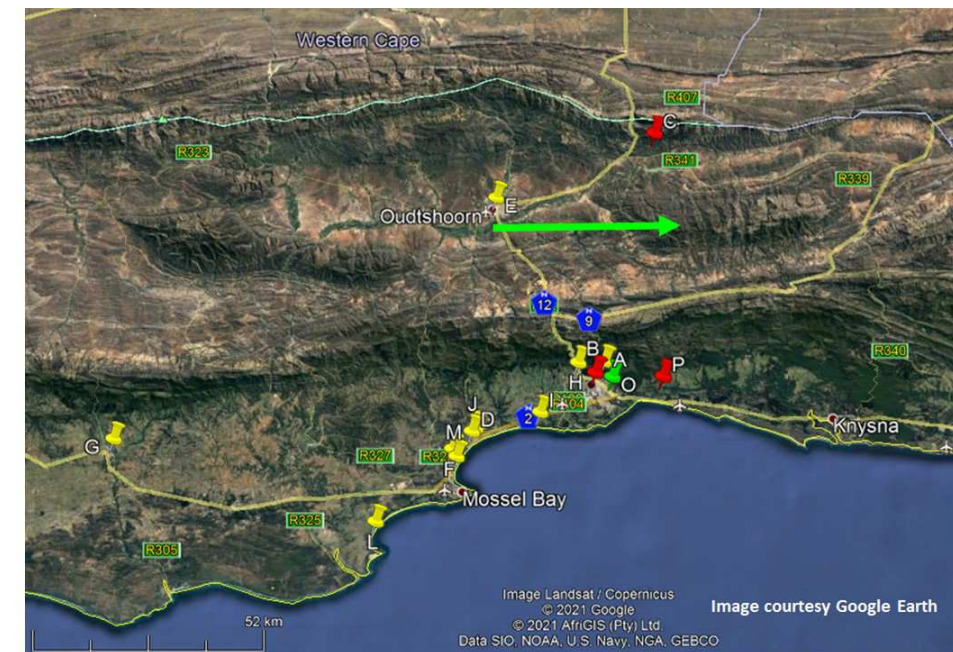 Western Cape
R407
C
R323
R341
R339
E
Oudtshoorn
12
9
B
A
R340
P
H
O
I
J
2
D
Knysna
M
G
R327
F
Mossel Bay
R325
L
R305
Image Landsat / Copernicus
© 2021 Google
© 2021 AfriGIS (Pty) Ltd.
Data SIO, NOAA, U.S. Navy, NGA, GEBCO
Image courtesy Google Earth
52 km